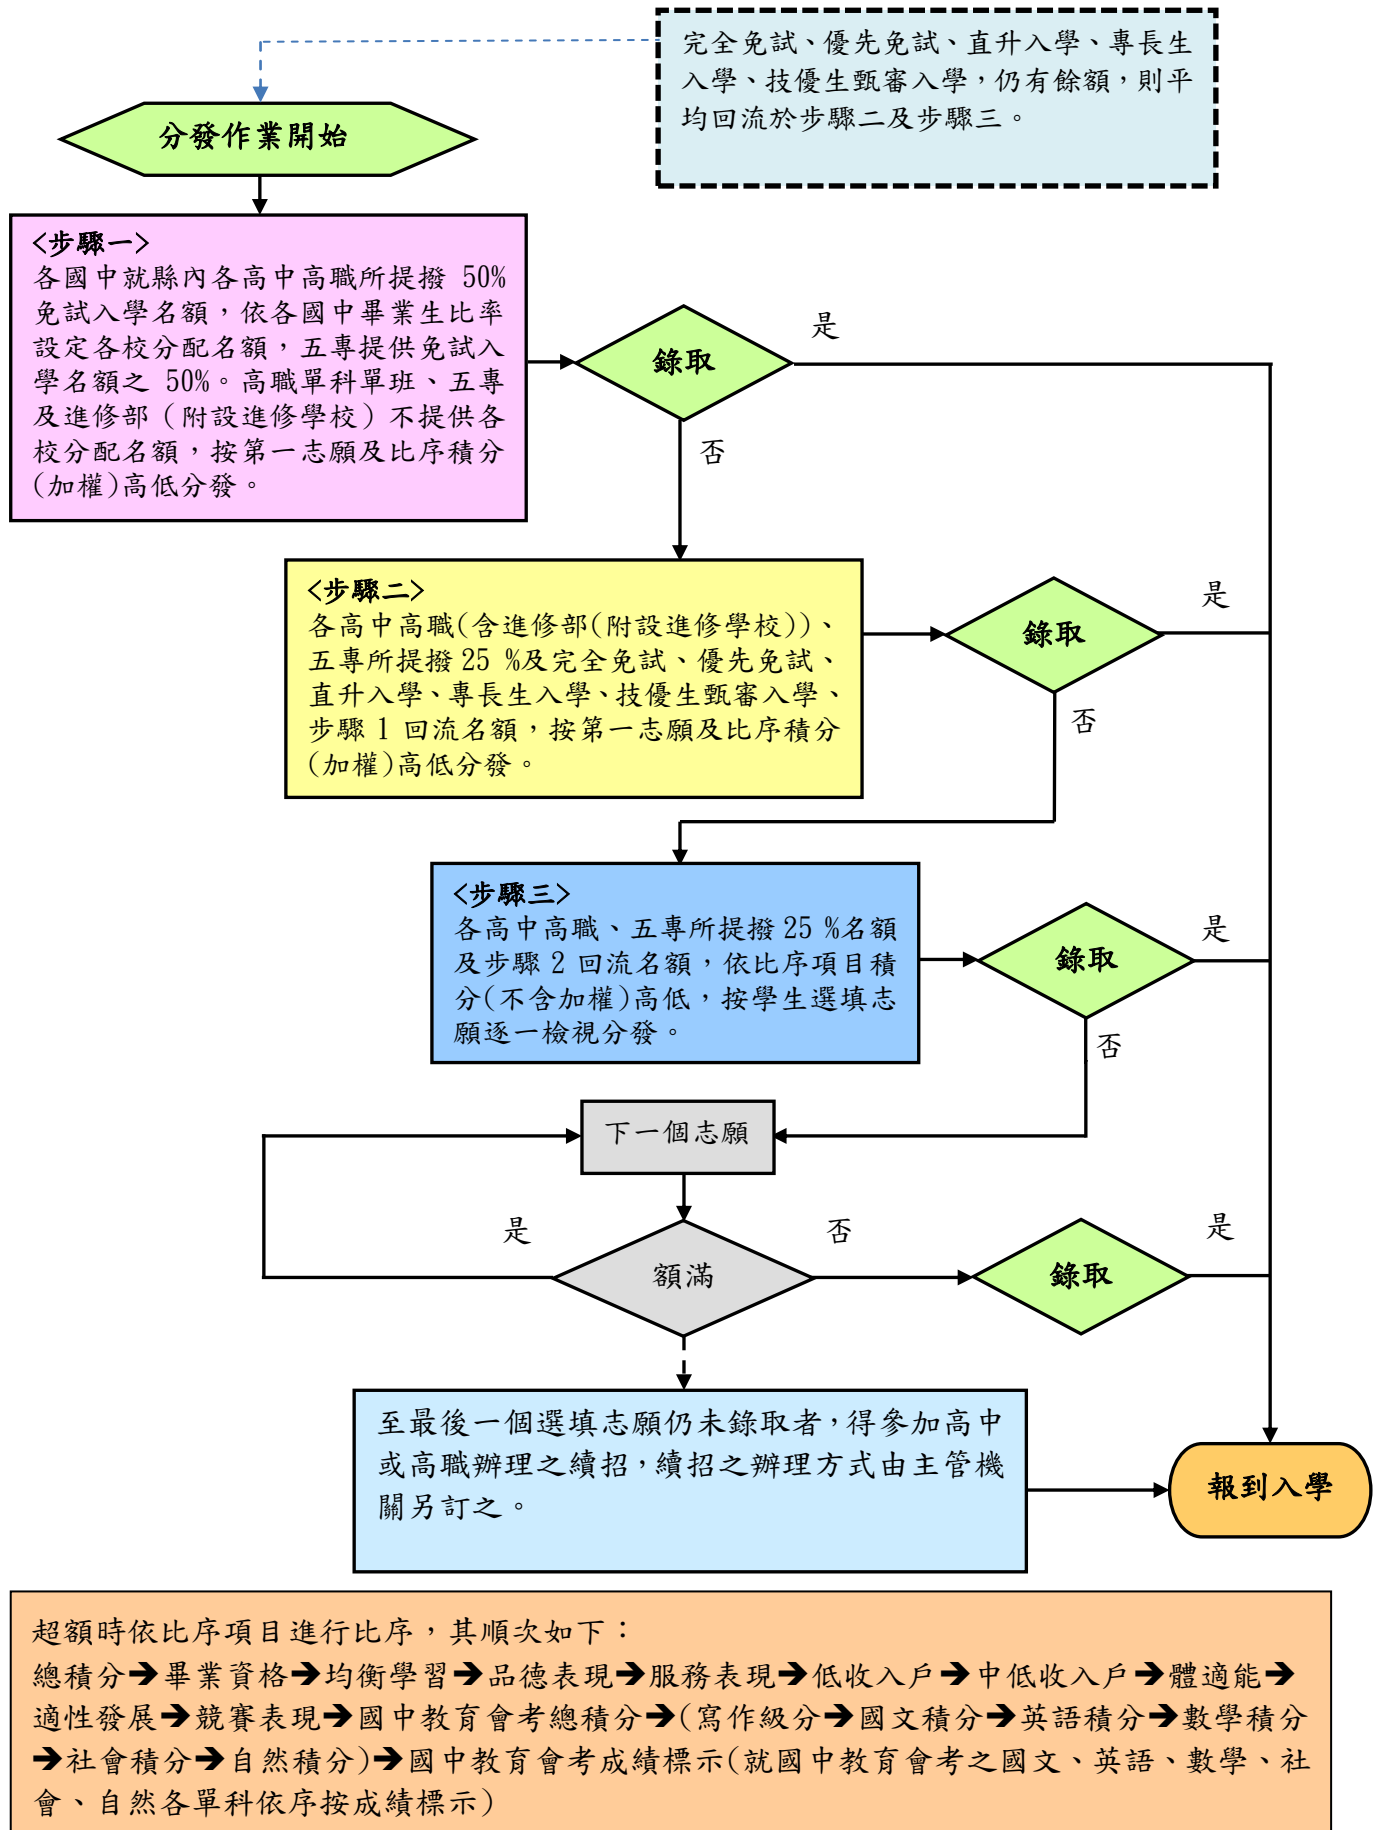 完全免試、優先免試、直升入學、專長生
入學、技優生甄審入學，仍有餘額，則平
均回流於步驟二及步驟三。
分發作業開始
<步驟一>
各國中就縣內各高中高職所提撥 50%
免試入學名額，依各國中畢業生比率
設定各校分配名額，五專提供免試入
學名額之 50%。高職單科單班、五專
及進修部（附設進修學校）不提供各
校分配名額，按第一志願及比序積分
(加權)高低分發。
錄取
是
否
<步驟二>
各高中高職(含進修部(附設進修學校))、
五專所提撥 25 %及完全免試、優先免試、
直升入學、專長生入學、技優生甄審入學、
步驟 1 回流名額，按第一志願及比序積分
(加權)高低分發。
錄取
是
否
<步驟三>
各高中高職、五專所提撥 25 %名額
及步驟 2 回流名額，依比序項目積
分(不含加權)高低，按學生選填志
願逐一檢視分發。
錄取
是
否
下一個志願
是
額滿
否
錄取
是
至最後一個選填志願仍未錄取者，得參加高中
或高職辦理之續招，續招之辦理方式由主管機
關另訂之。
報到入學
超額時依比序項目進行比序，其順次如下：
總積分➔畢業資格➔均衡學習➔品德表現➔服務表現➔低收入戶➔中低收入戶➔體適能➔
適性發展➔競賽表現➔國中教育會考總積分➔(寫作級分➔國文積分➔英語積分➔數學積分
➔社會積分➔自然積分)➔國中教育會考成績標示(就國中教育會考之國文、英語、數學、社
會、自然各單科依序按成績標示)